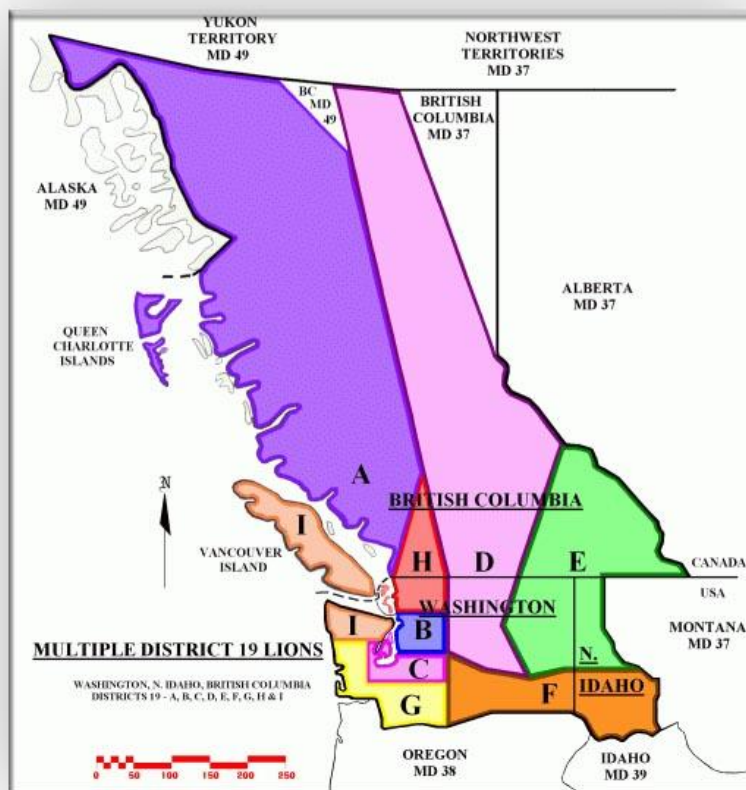 YUKON
TERRITORY
MD 49
NORTHWEST
TERRITORIES
MD 37
BC
MD
49
BRITISH
COLUMBIA
MD 37
ALASKA
MD 49
ALBERTA
MD 37
QUEEN
CHARLOTTE
ISLANDS
N
A
BRITISH COLUMBIA
I
VANCOUVER
ISLAND
H
D
E
CANADA
USA
WASHINGTON
I
B
MONTANA
MD 37
MULTIPLE DISTRICT 19 LIONS
C
N.
IDAHO
WASHINGTON, N. IDAHO, BRITISH COLUMBIA
DISTRICTS 19 - A, B, C, D, E, F, G, H & I
G
F
OREGON
MD 38
IDAHO
MD 39
0 50 100 150 200 250